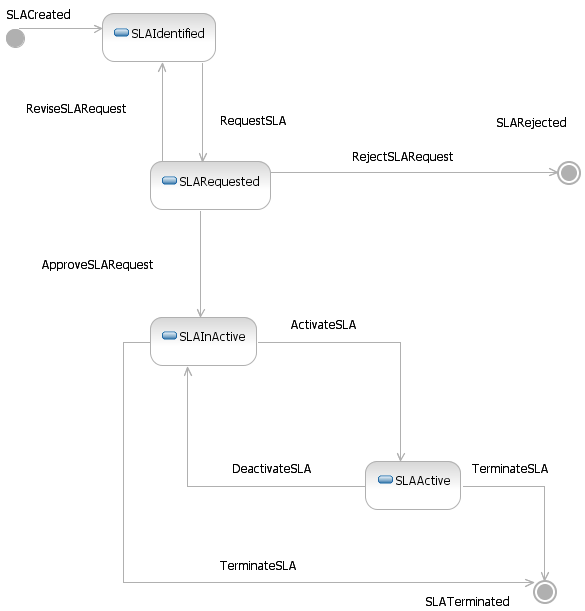 SLACreated
SLAIdentified
ReviseSLARequest
RequestSLA
SLARejected
RejectSLARequest
SLARequested
ApproveSLARequest
ActivateSLA
SLAInActive
DeactivateSLA
TerminateSLA
SLAActive
TerminateSLA
SLATerminated